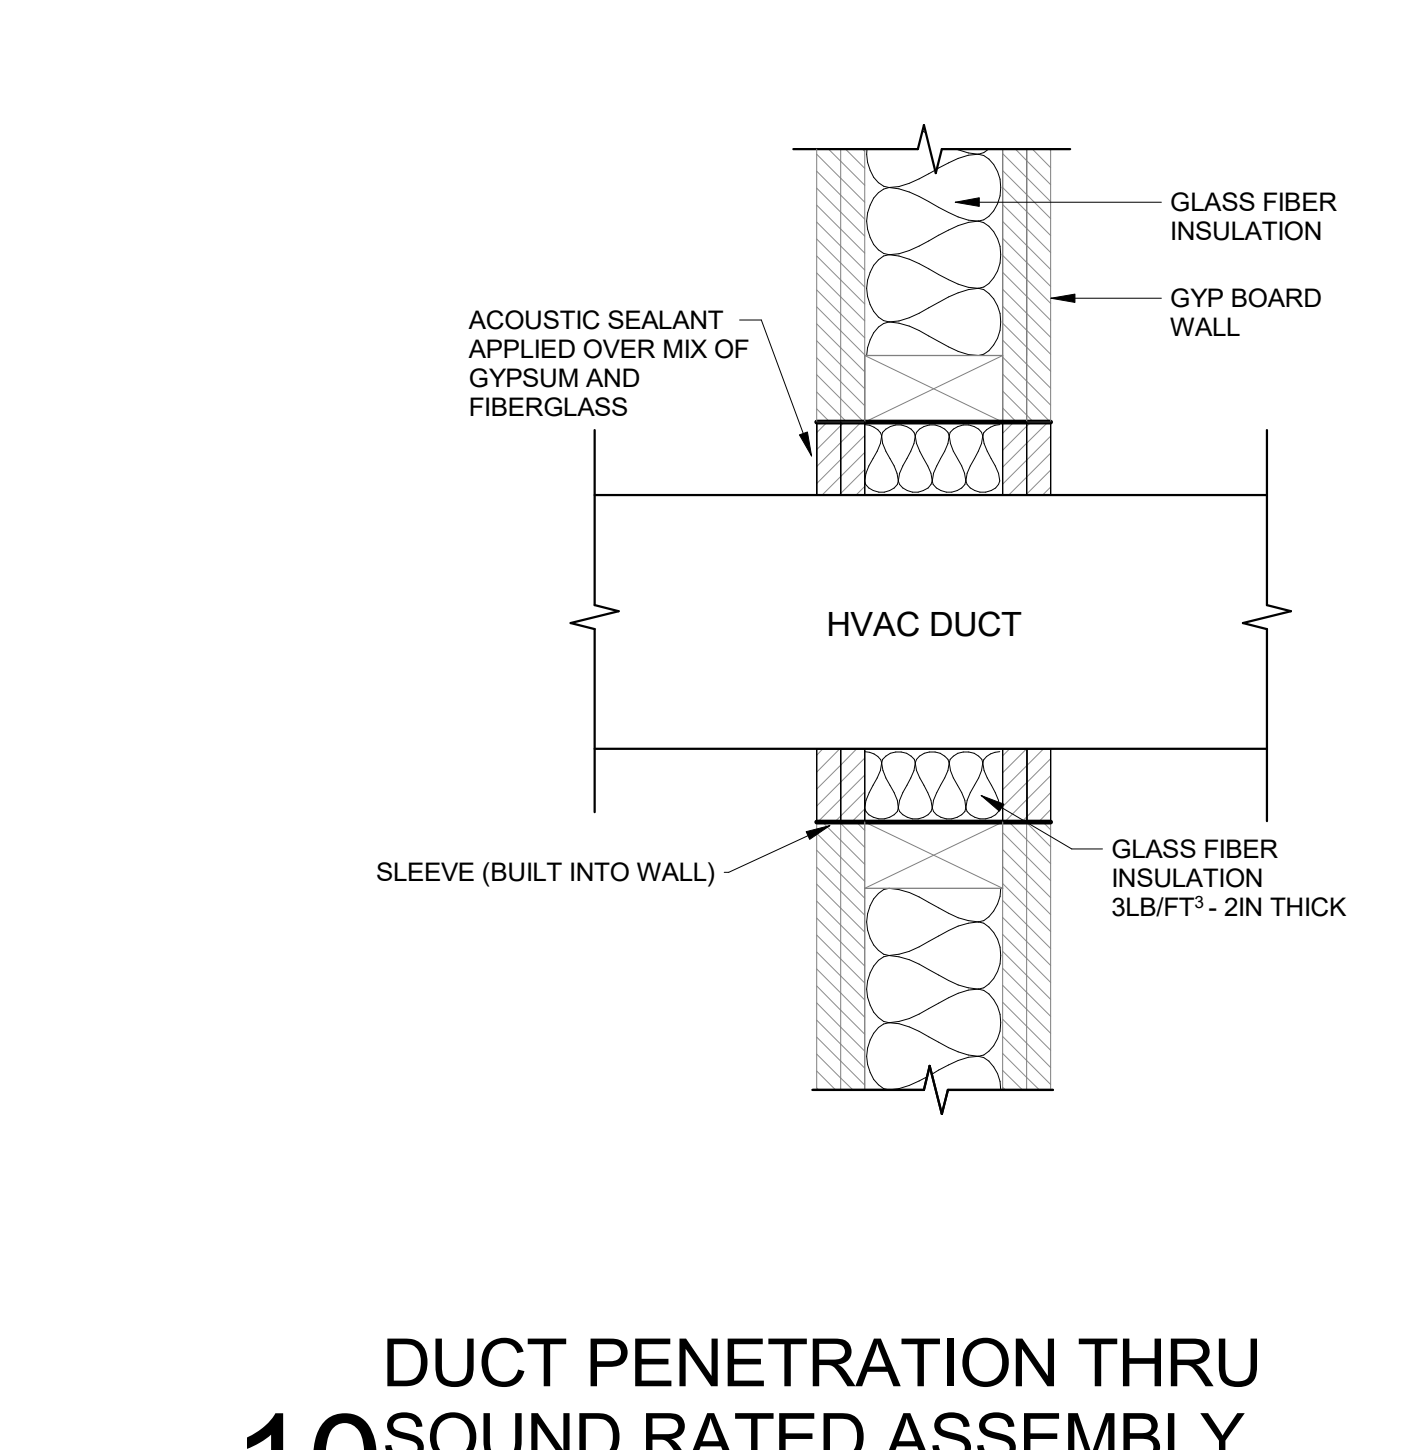 GLASS FIBER
INSULATION
GYP BOARD
WALL
ACOUSTIC SEALANT
APPLIED OVER MIX OF
GYPSUM AND
FIBERGLASS
HVAC DUCT
SLEEVE (BUILT INTO WALL)
GLASS FIBER
INSULATION
3LB/FT³ - 2IN THICK
DUCT PENETRATION THRU
SOUND RATED ASSEMBLY